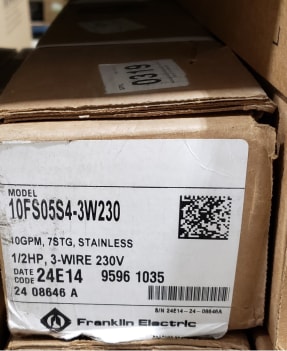 0319
MODEL
10FS05S4-3W230
10GPM, 7STG, STAINLESS
1/2HP, 3-WIRE 230V
DATE CODE 24E14 9596 1035
24 08646 A
S/N 24E14-24-08646A
Franklin Electric